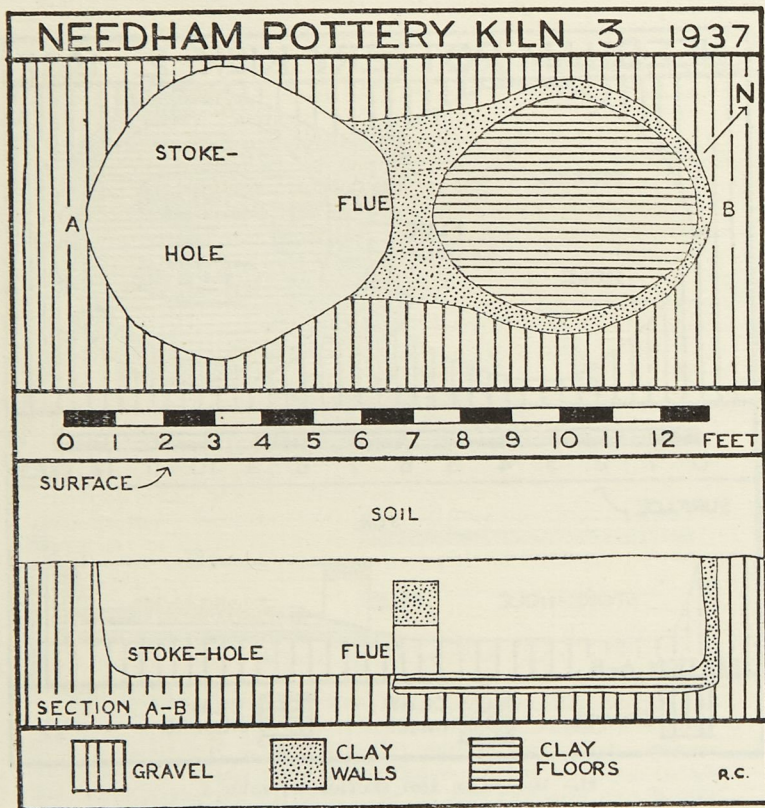 NEEDHAM POTTERY KILN 3 1937
N
STOKE-
FLUE
A
B
HOLE
0 1 2 3 4 5 6 7 8 9 10 11 12 FEET
SURFACE
SOIL
STOKE-HOLE FLUE
SECTION A-B
GRAVEL
CLAY
WALLS
CLAY
FLOORS
R.C.